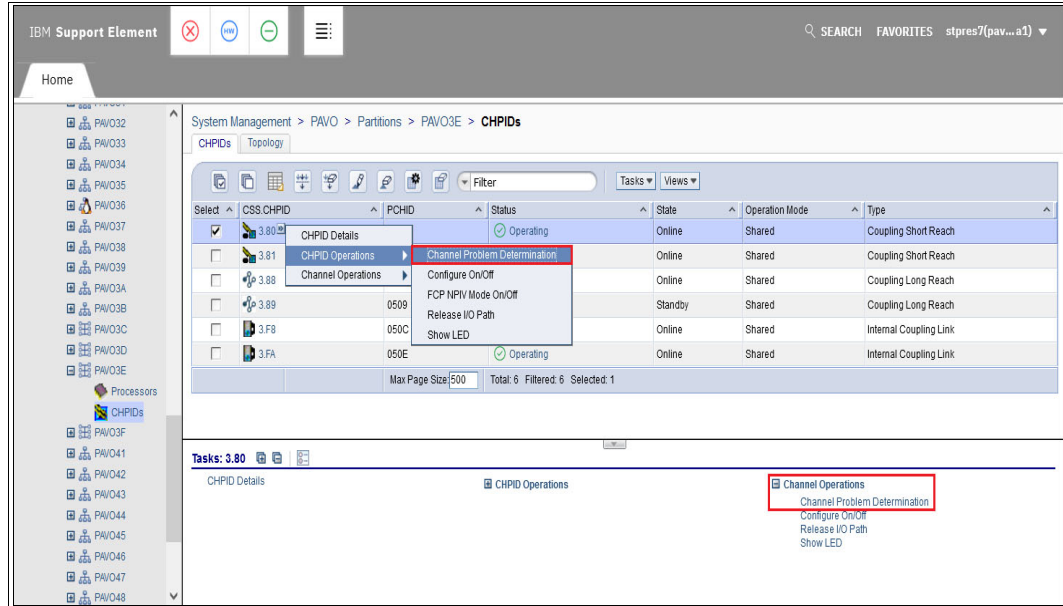 IBM Support Element
HW
SEARCH FAVORITES stpres7(pav...a1)
Home
PAVO32
PAVO33
PAVO34
PAVO35
PAVO36
PAVO37
PAVO38
PAVO39
PAVO3A
PAVO3B
PAVO3C
PAVO3D
PAVO3E
Processors
CHPIDs
PAVO3F
PAVO41
PAVO42
PAVO43
PAVO44
PAVO45
PAVO46
PAVO47
PAVO48
System Management > PAVO > Partitions > PAVO3E > CHPIDs
CHPIDs Topology
Filter Tasks Views
Select CSS.CHPID PCHID Status State Operation Mode Type
3.80 Operating Online Shared Coupling Short Reach
3.81 Online Shared Coupling Short Reach
3.88 Online Shared Coupling Long Reach
3.89 0509 Standby Shared Coupling Long Reach
3.F8 050C Online Shared Internal Coupling Link
3.FA 050E Operating Online Shared Internal Coupling Link
CHPID Details
CHPID Operations
Channel Operations
Channel Problem Determination
Configure On/Off
FCP NPIV Mode On/Off
Release I/O Path
Show LED
Max Page Size: 500 Total: 6 Filtered: 6 Selected: 1
Tasks: 3.80
CHPID Details
CHPID Operations
Channel Operations
Channel Problem Determination
Configure On/Off
Release I/O Path
Show LED